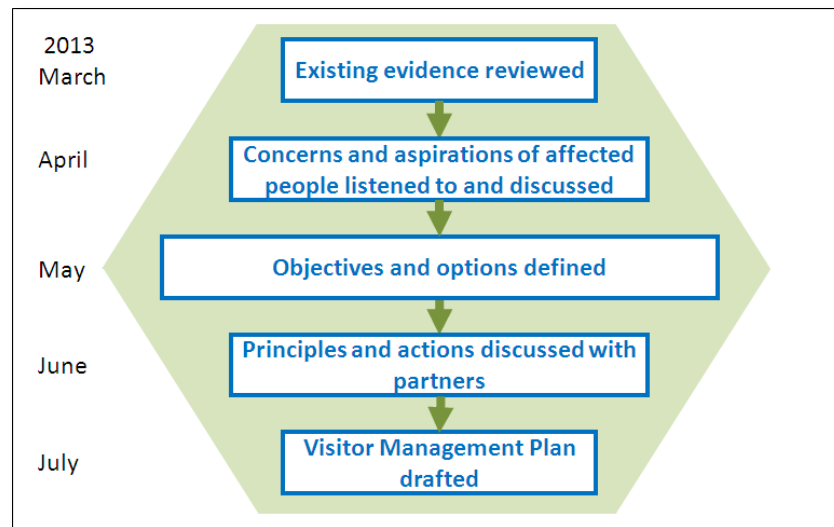 2013
March
Existing evidence reviewed
April
Concerns and aspirations of affected
people listened to and discussed
May
Objectives and options defined
June
Principles and actions discussed with
partners
July
Visitor Management Plan
drafted